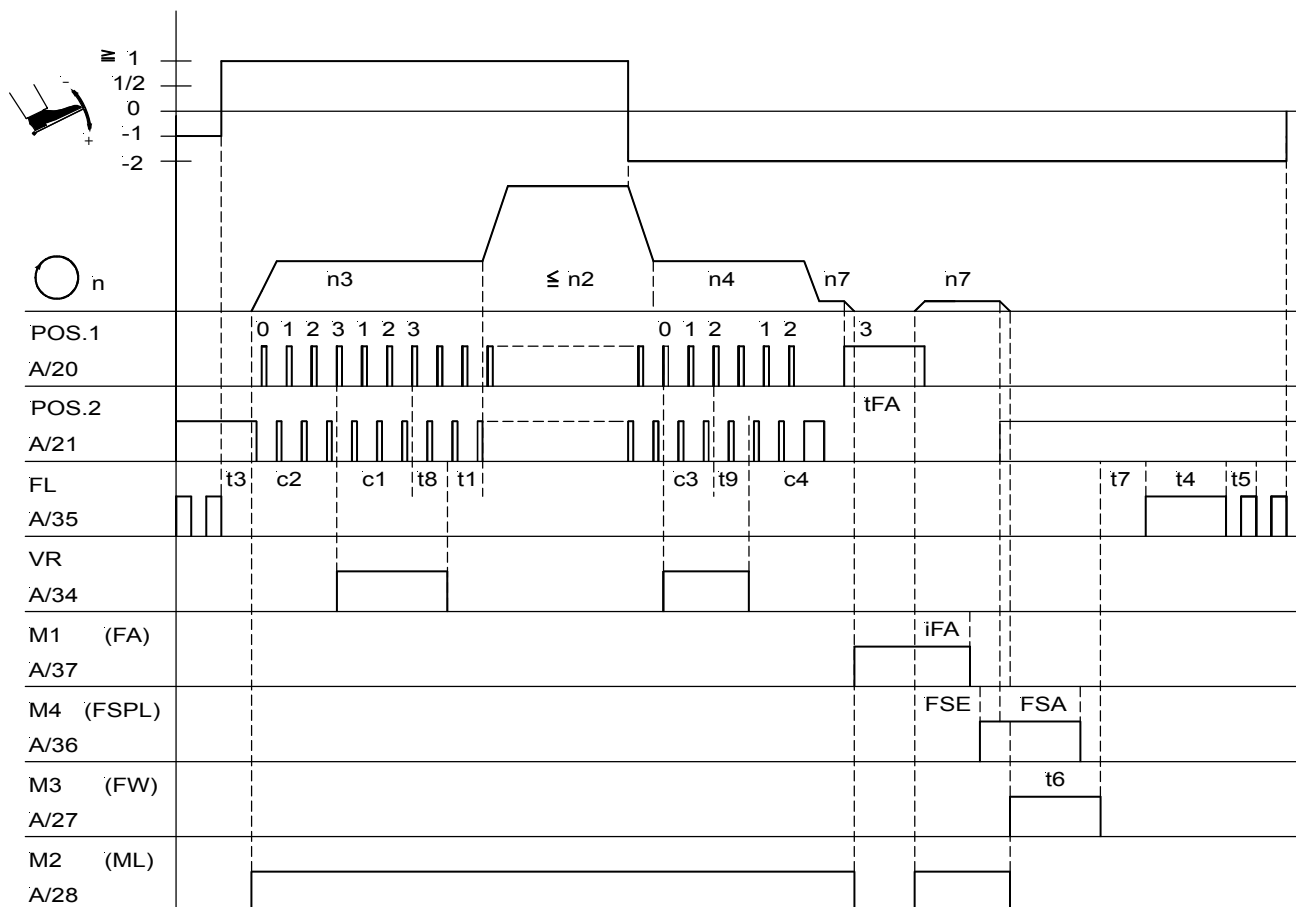 ≧ 1
1/2
0
-1
-2
−
+
n
n3
≦ n2
n4
n7
n7
POS.1
0 1 2 3 1 2 3
0 1 2 1 2
3
A/20
POS.2
tFA
A/21
FL
t3 c2 c1 t8 t1 c3 t9 c4 t7 t4 t5
A/35
VR
A/34
M1 (FA)
iFA
A/37
M4 (FSPL)
FSE FSA
A/36
M3 (FW)
t6
A/27
M2 (ML)
A/28